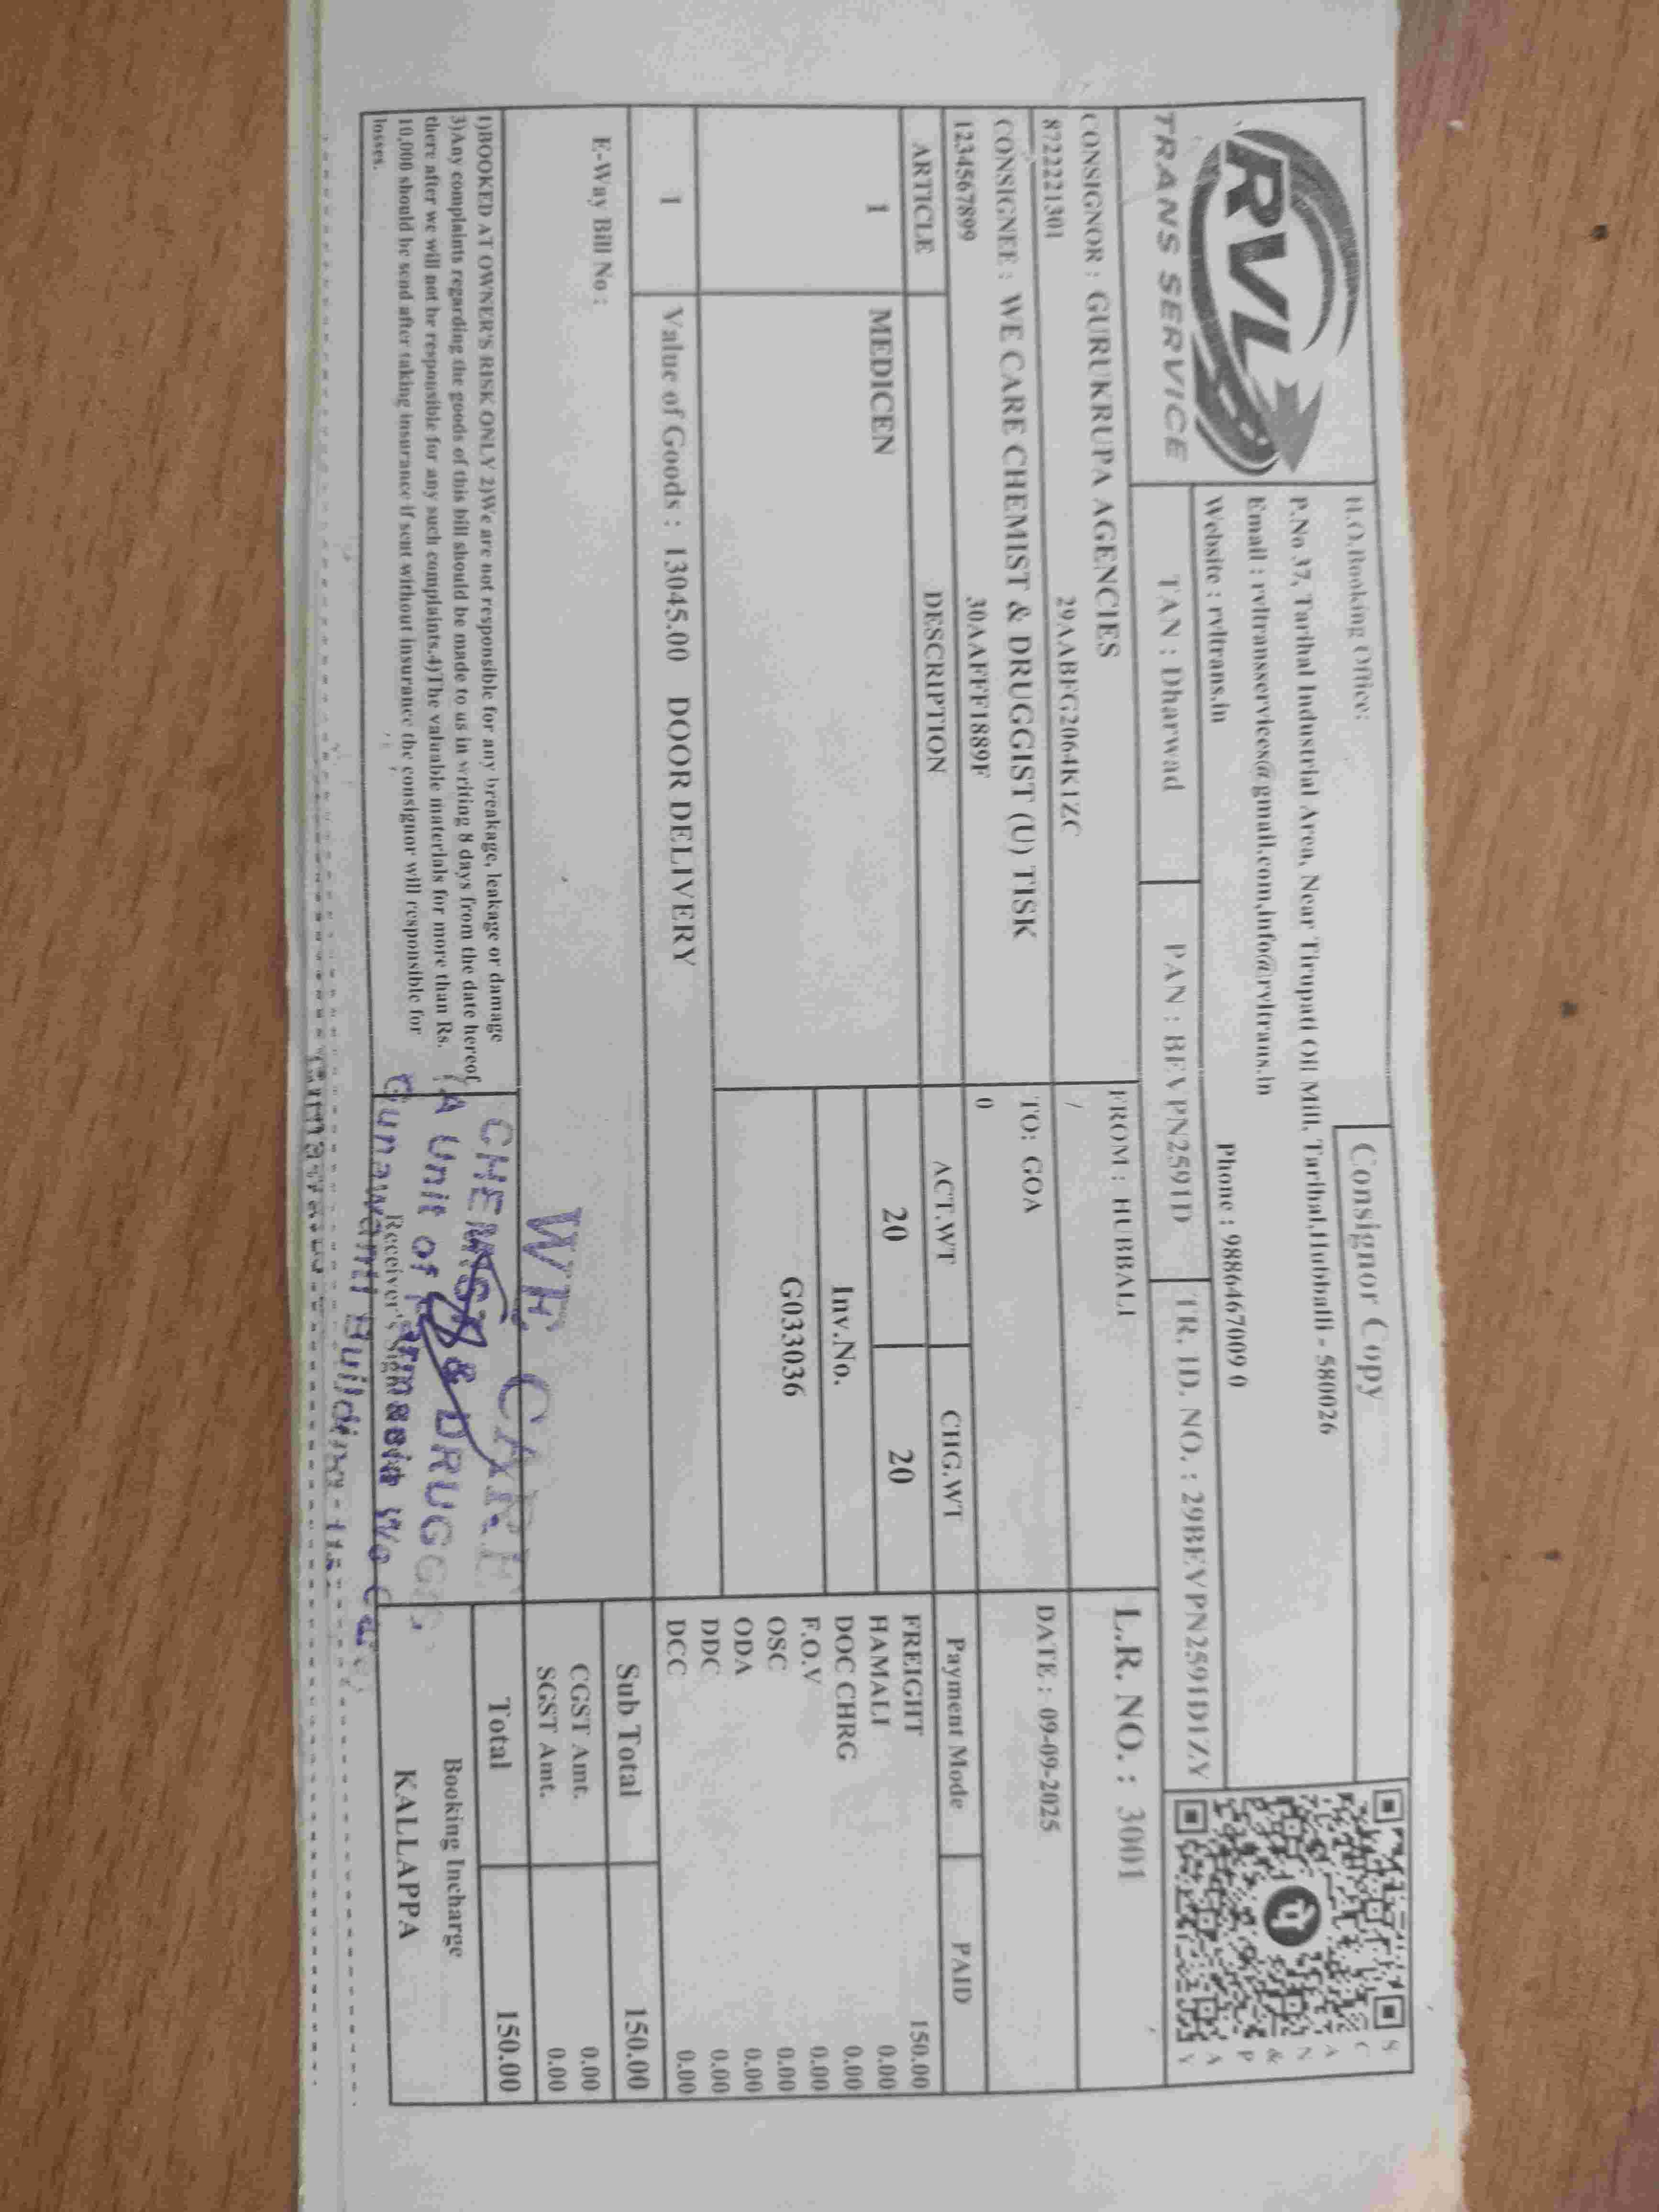 RVL
TRANS SERVICE
Consignor Copy
H.O.Booking Office:
P.No 37, Tarihal Industrial Area, Near Tirupati Oil Mill, Tarihal,Hubballi - 580026
Email : rvltransservices@gmail.com,info@rvltrans.in
Website : rvltrans.in
Phone : 9886467009 0
SCAN & PAY
TAN : Dharwad
PAN : BEVPN2591D
TR. ID. NO. : 29BEVPN2591D1ZY
CONSIGNOR : GURUKRUPA AGENCIES
FROM : HUBBALI
L.R. NO. : 3001
8722221301
29AABFG2064K1ZC
/
CONSIGNEE : WE CARE CHEMIST & DRUGGIST (U) TISK
TO: GOA
DATE : 09-09-2025
1234567899
30AAFFF1889F
0
ARTICLE
DESCRIPTION
ACT.WT
CHG.WT
Payment Mode
PAID
1
MEDICEN
20
20
Inv.No.
G033036
FREIGHT 150.00
HAMALI 0.00
DOC CHRG 0.00
F.O.V 0.00
OSC 0.00
ODA 0.00
DDC 0.00
DCC 0.00
1
Value of Goods : 13045.00 DOOR DELIVERY
Sub Total 150.00
E-Way Bill No :
CGST Amt. 0.00
SGST Amt. 0.00
Total 150.00
1)BOOKED AT OWNER'S RISK ONLY 2)We are not responsible for any breakage, leakage or damage
3)Any complaints regarding the goods of this bill should be made to us in writing 8 days from the date hereof,
there after we will not be responsible for any such complaints.4)The valuable materials for more than Rs.
10,000 should be send after taking insurance if sent without insurance the consignor will responsible for
losses.
WE CARE
CHEMIST & DRUGG
(A Unit of
Gunawanti Building
Receiver's Sign
Booking Incharge
KALLAPPA